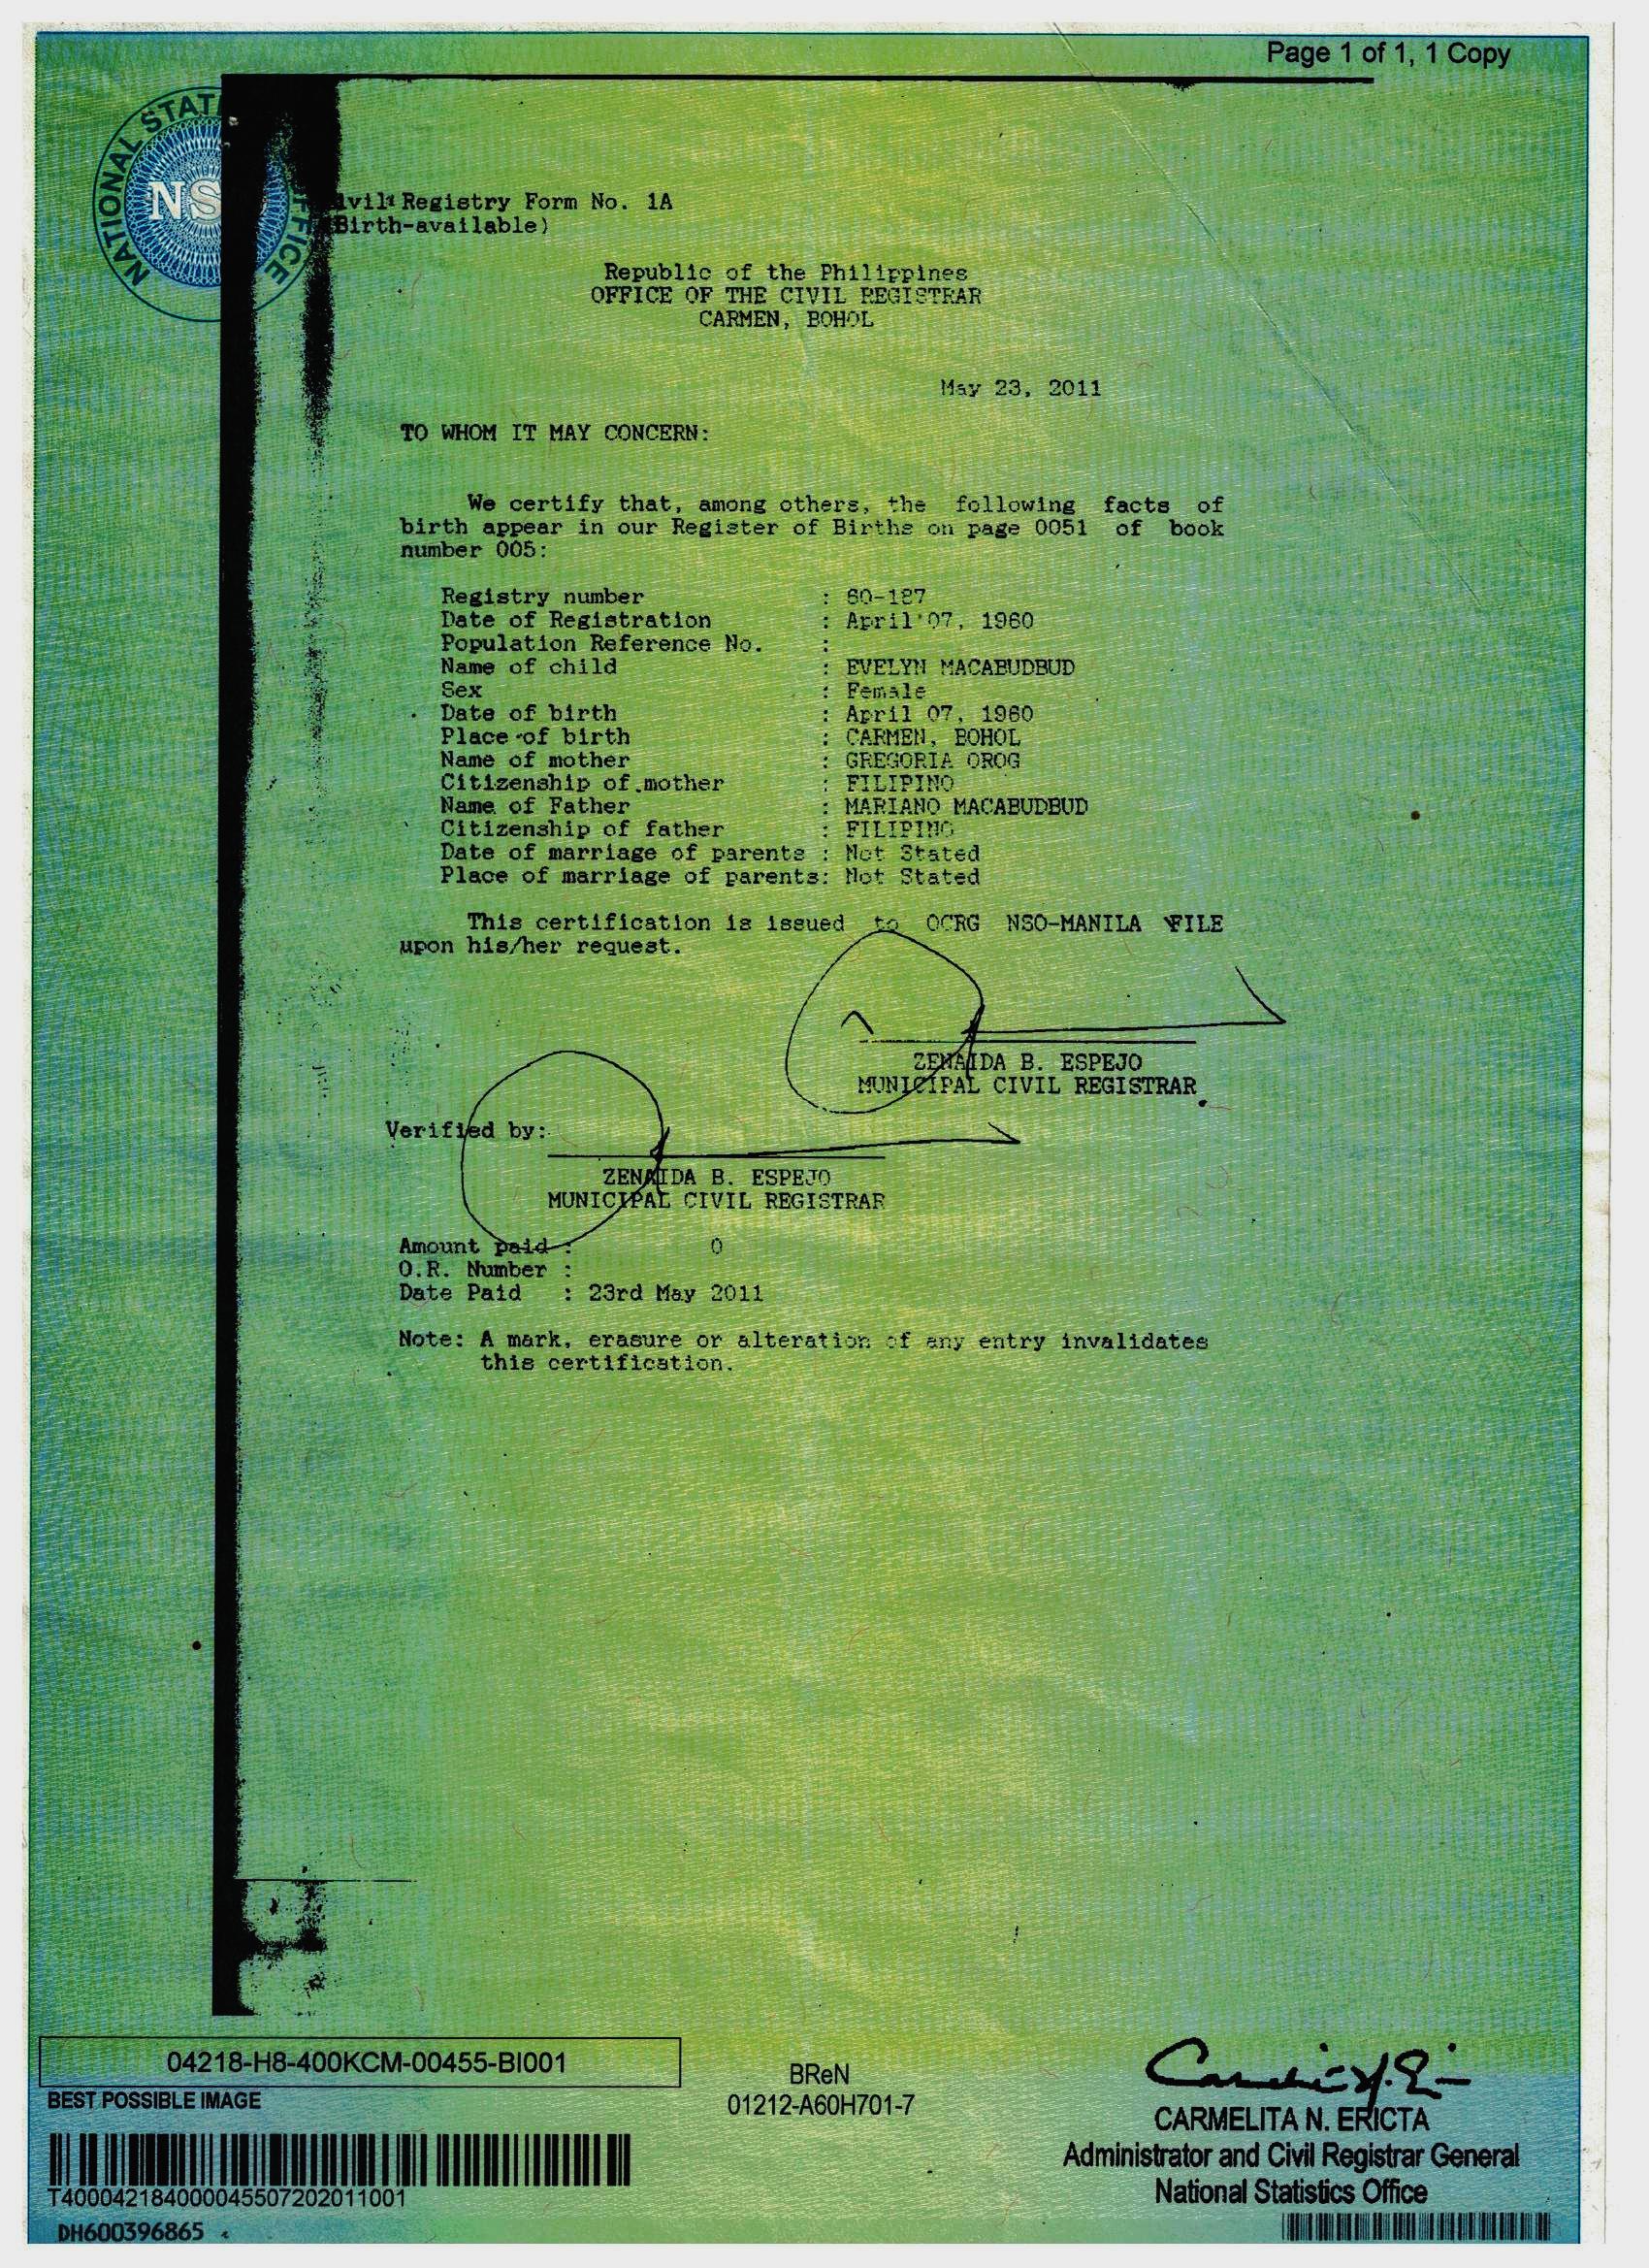 Page 1 of 1, 1 Copy
NATIONAL STAT OFFICE
NS
ivil Registry Form No. 1A
(Birth-available)
Republic of the Philippines
OFFICE OF THE CIVIL REGISTRAR
CARMEN, BOHOL
May 23, 2011
TO WHOM IT MAY CONCERN:
We certify that, among others, the following facts of
birth appear in our Register of Births on page 0051 of book
number 005:
Registry number : 60-187
Date of Registration : April 07, 1960
Population Reference No. :
Name of child : EVELYN MACABUDBUD
Sex : Female
Date of birth : April 07, 1960
Place of birth : CARMEN, BOHOL
Name of mother : GREGORIA OROG
Citizenship of mother : FILIPINO
Name of Father : MARIANO MACABUDBUD
Citizenship of father : FILIPINO
Date of marriage of parents : Not Stated
Place of marriage of parents: Not Stated
This certification is issued to OCRG NSO-MANILA FILE
upon his/her request.
ZENAIDA B. ESPEJO
MUNICIPAL CIVIL REGISTRAR
Verified by:
ZENAIDA B. ESPEJO
MUNICIPAL CIVIL REGISTRAR
Amount paid : 0
O.R. Number :
Date Paid : 23rd May 2011
Note: A mark, erasure or alteration of any entry invalidates
this certification.
04218-H8-400KCM-00455-BI001
BEST POSSIBLE IMAGE
T400042184000045507202011001
DH600396865
BReN
01212-A60H701-7
CARMELITA N. ERICTA
Administrator and Civil Registrar General
National Statistics Office